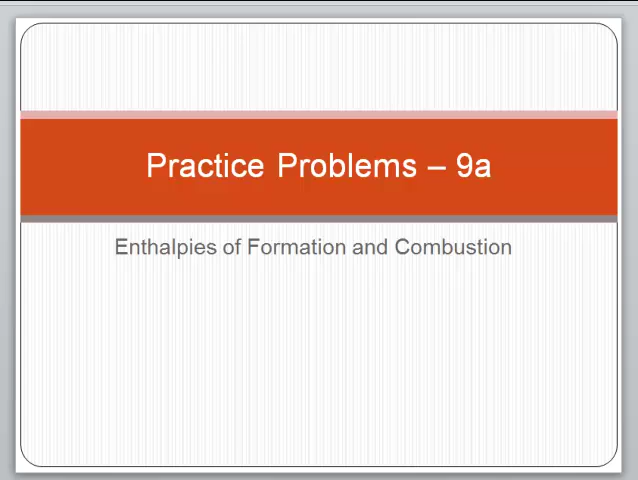 Practice Problems – 9a
Enthalpies of Formation and Combustion